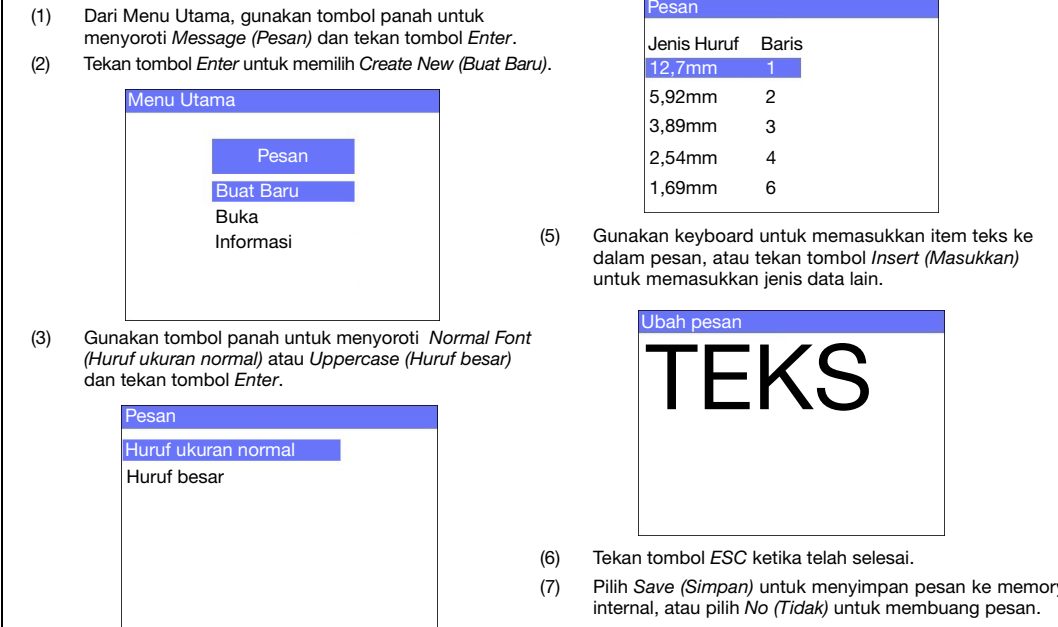 (1) Dari Menu Utama, gunakan tombol panah untuk
menyoroti Message (Pesan) dan tekan tombol Enter.
(2) Tekan tombol Enter untuk memilih Create New (Buat Baru).
Menu Utama
Pesan
Buat Baru
Buka
Informasi
(3) Gunakan tombol panah untuk menyoroti Normal Font
(Huruf ukuran normal) atau Uppercase (Huruf besar)
dan tekan tombol Enter.
Pesan
Huruf ukuran normal
Huruf besar
Pesan
Jenis Huruf Baris
12,7mm 1
5,92mm 2
3,89mm 3
2,54mm 4
1,69mm 6
(5) Gunakan keyboard untuk memasukkan item teks ke
dalam pesan, atau tekan tombol Insert (Masukkan)
untuk memasukkan jenis data lain.
Ubah pesan
TEKS
(6) Tekan tombol ESC ketika telah selesai.
(7) Pilih Save (Simpan) untuk menyimpan pesan ke memory
internal, atau pilih No (Tidak) untuk membuang pesan.